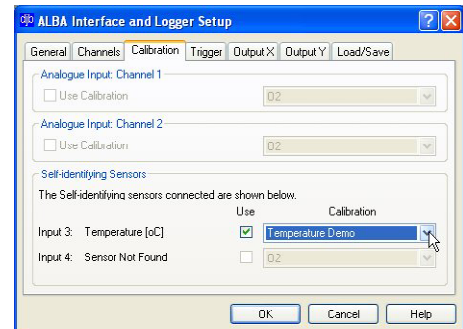 djb ALBA Interface and Logger Setup
General Channels Calibration Trigger Output X Output Y Load/Save
Analogue Input: Channel 1
Use Calibration O2
Analogue Input: Channel 2
Use Calibration O2
Self-identifying Sensors
The Self-identifying sensors connected are shown below.
Use Calibration
Input 3: Temperature [oC] Temperature Demo
Input 4: Sensor Not Found O2
OK Cancel Help